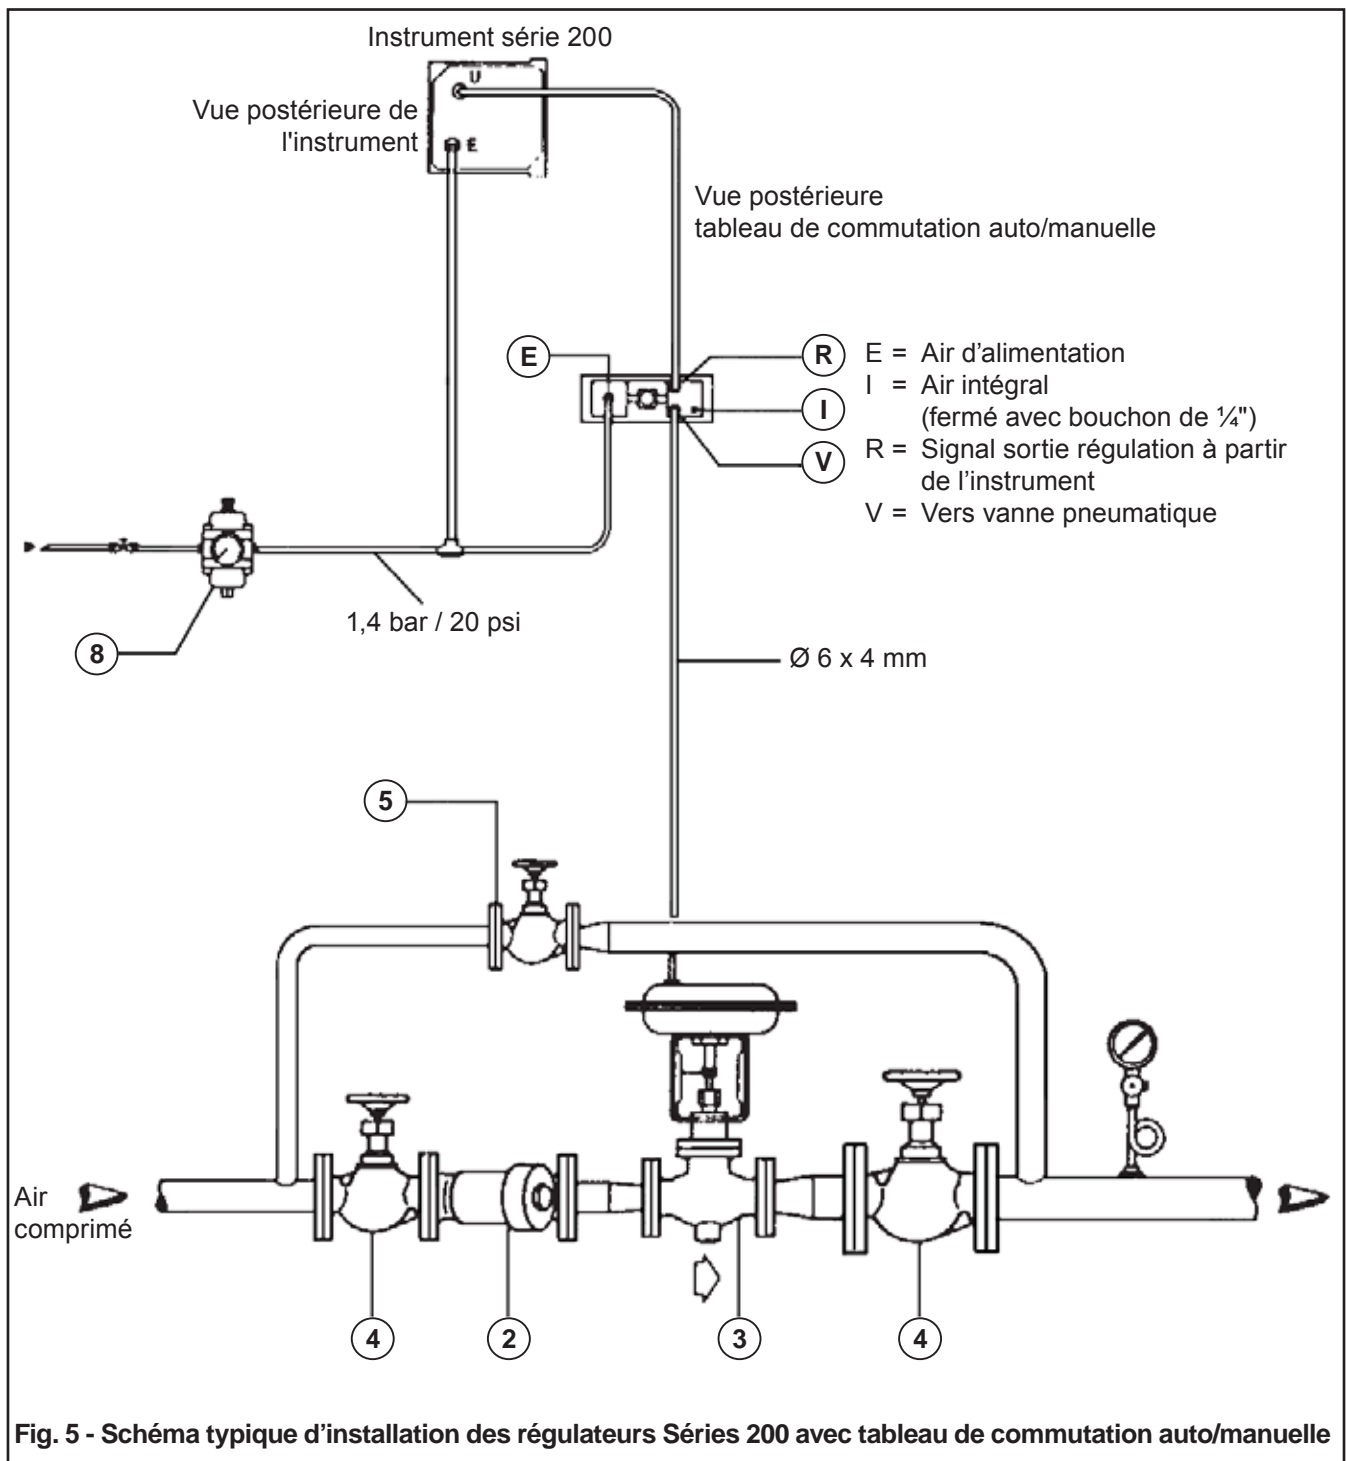 Instrument série 200
U
Vue postérieure de
l'instrument
E
Vue postérieure
tableau de commutation auto/manuelle
E
R
I
V
E = Air d’alimentation
I = Air intégral
(fermé avec bouchon de ¼")
R = Signal sortie régulation à partir
de l’instrument
V = Vers vanne pneumatique
1,4 bar / 20 psi
8
Ø 6 x 4 mm
5
Air
comprimé
4
2
3
4
Fig. 5 - Schéma typique d’installation des régulateurs Séries 200 avec tableau de commutation auto/manuelle